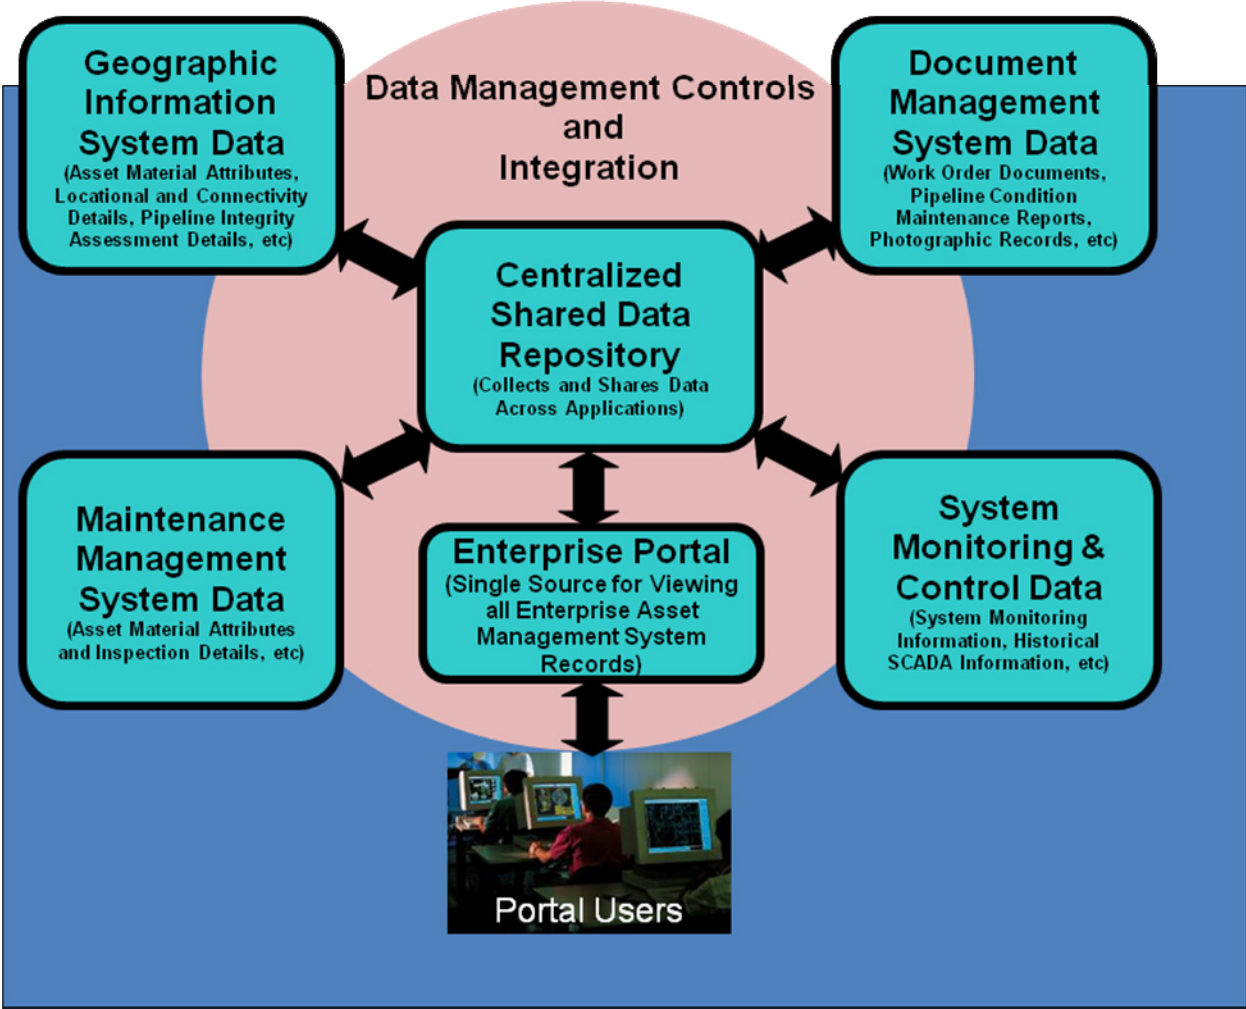 Geographic
Information
System Data
(Asset Material Attributes,
Locational and Connectivity
Details, Pipeline Integrity
Assessment Details, etc)
Data Management Controls
and
Integration
Document
Management
System Data
(Work Order Documents,
Pipeline Condition
Maintenance Reports,
Photographic Records, etc)
Centralized
Shared Data
Repository
(Collects and Shares Data
Across Applications)
Maintenance
Management
System Data
(Asset Material Attributes
and Inspection Details, etc)
Enterprise Portal
(Single Source for Viewing
all Enterprise Asset
Management System
Records)
System
Monitoring &
Control Data
(System Monitoring
Information, Historical
SCADA Information, etc)
Portal Users